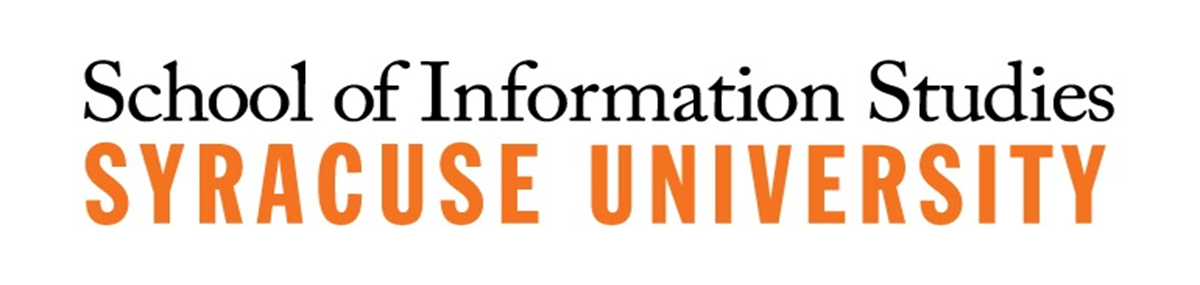 School of Information Studies
SYRACUSE UNIVERSITY